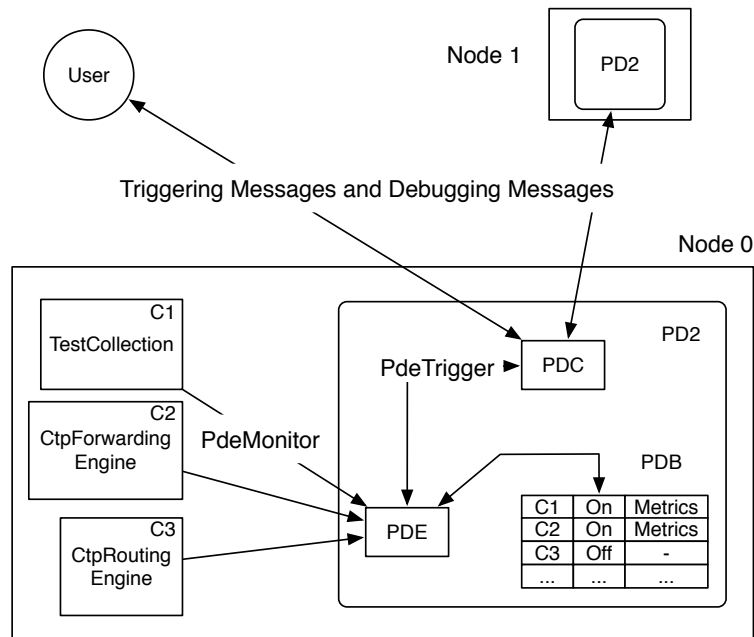 User
Node 1
PD2
Triggering Messages and Debugging Messages
Node 0
C1
TestCollection
C2
CtpForwarding
Engine
C3
CtpRouting
Engine
PdeMonitor
PD2
PdeTrigger
PDC
PDE
PDB
C1 On Metrics
C2 On Metrics
C3 Off -
... ... ...